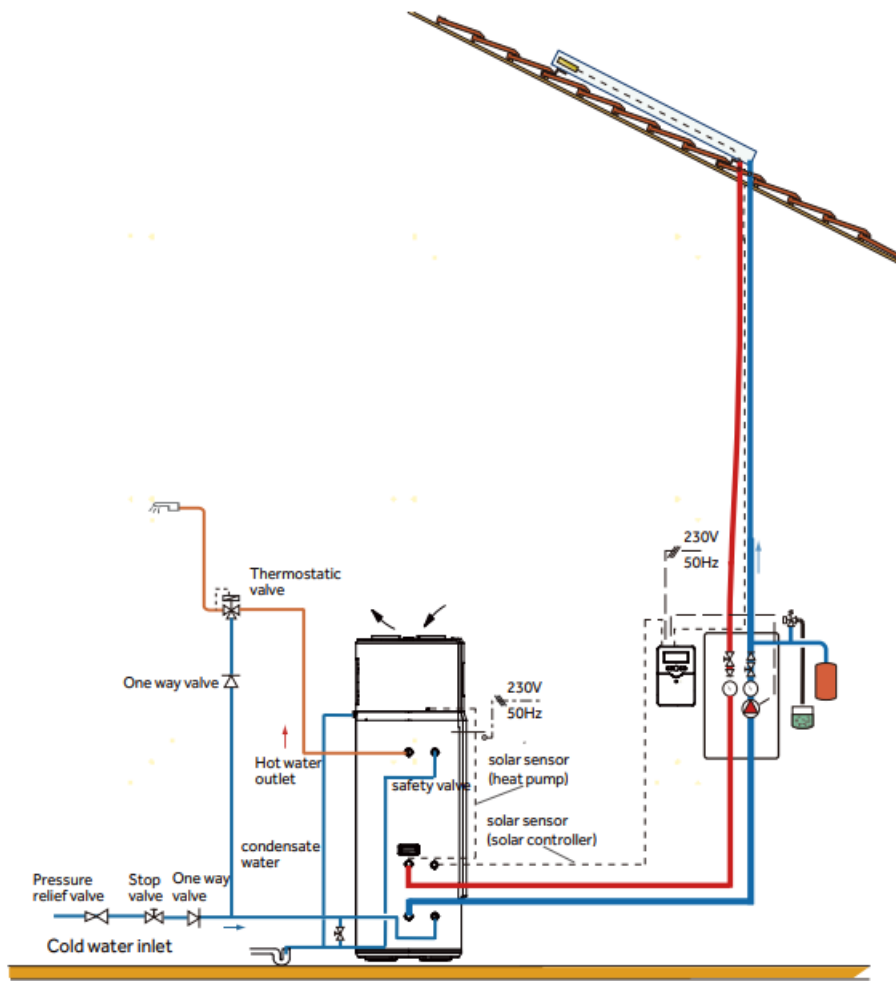 230V
50Hz
Thermostatic
valve
One way valve
230V
50Hz
Hot water
outlet
safety valve
solar sensor
(heat pump)
solar sensor
(solar controller)
condensate
water
Pressure
relief valve
Stop
valve
One way
valve
Cold water inlet